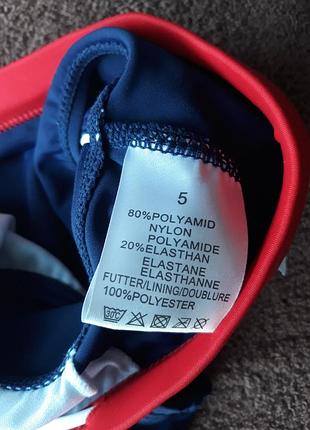 5
80%POLYAMID
NYLON
POLYAMIDE
20%ELASTHAN
ELASTANE
ELASTHANNE
FUTTER/LINING/DOUBLURE
100%POLYESTER
30°C